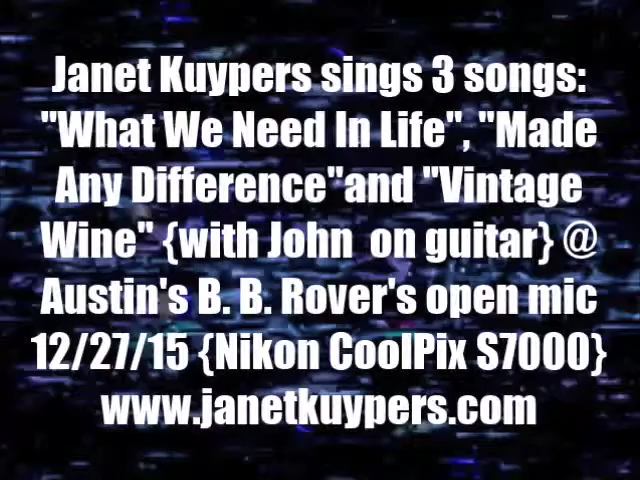 Janet Kuypers sings 3 songs:
"What We Need In Life", "Made
Any Difference"and "Vintage
Wine" {with John  on guitar} @
Austin's B. B. Rover's open mic
12/27/15 {Nikon CoolPix S7000}
www.janetkuypers.com